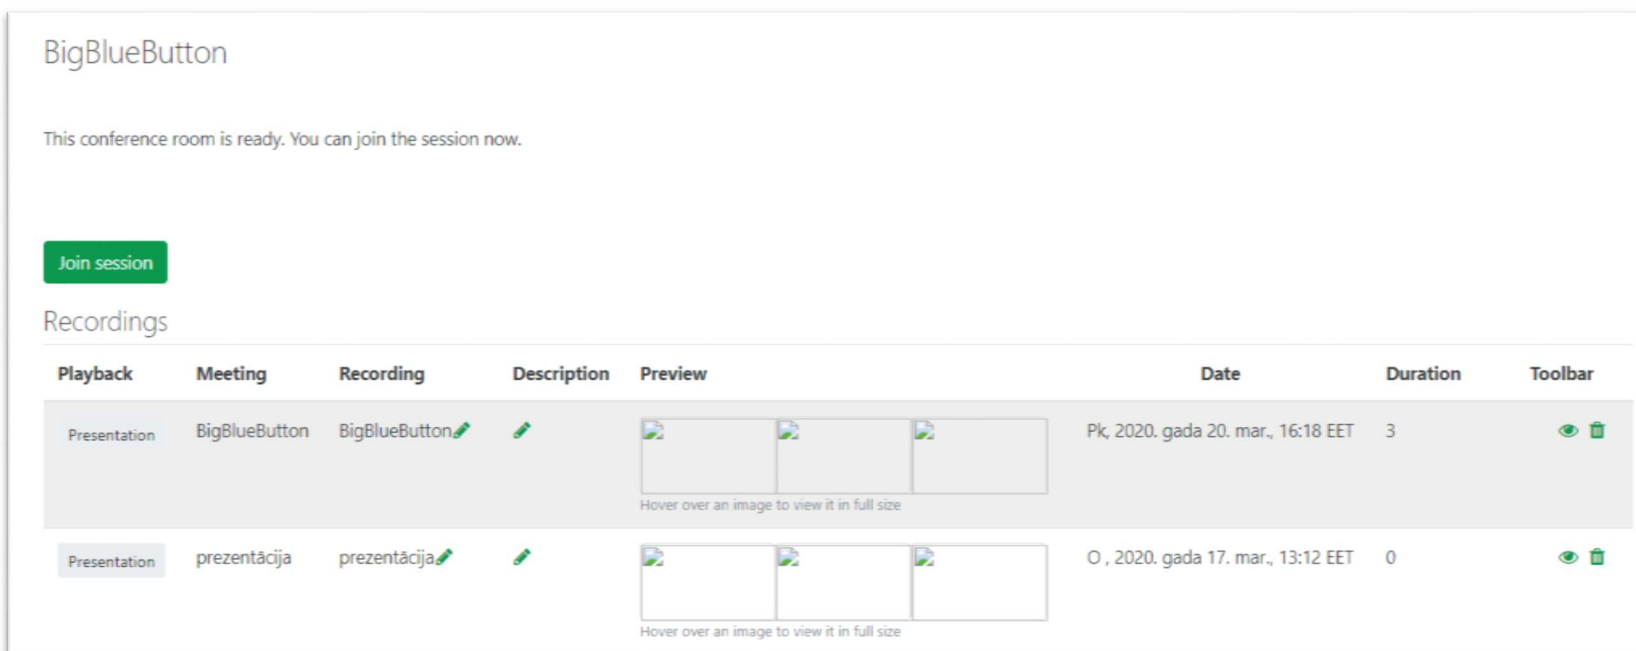 BigBlueButton
This conference room is ready. You can join the session now.
Join session
Recordings
Playback Meeting Recording Description Preview Date Duration Toolbar
Presentation BigBlueButton BigBlueButton Pk, 2020. gada 20. mar., 16:18 EET 3
Hover over an image to view it in full size
Presentation prezentācija prezentācija O , 2020. gada 17. mar., 13:12 EET 0
Hover over an image to view it in full size